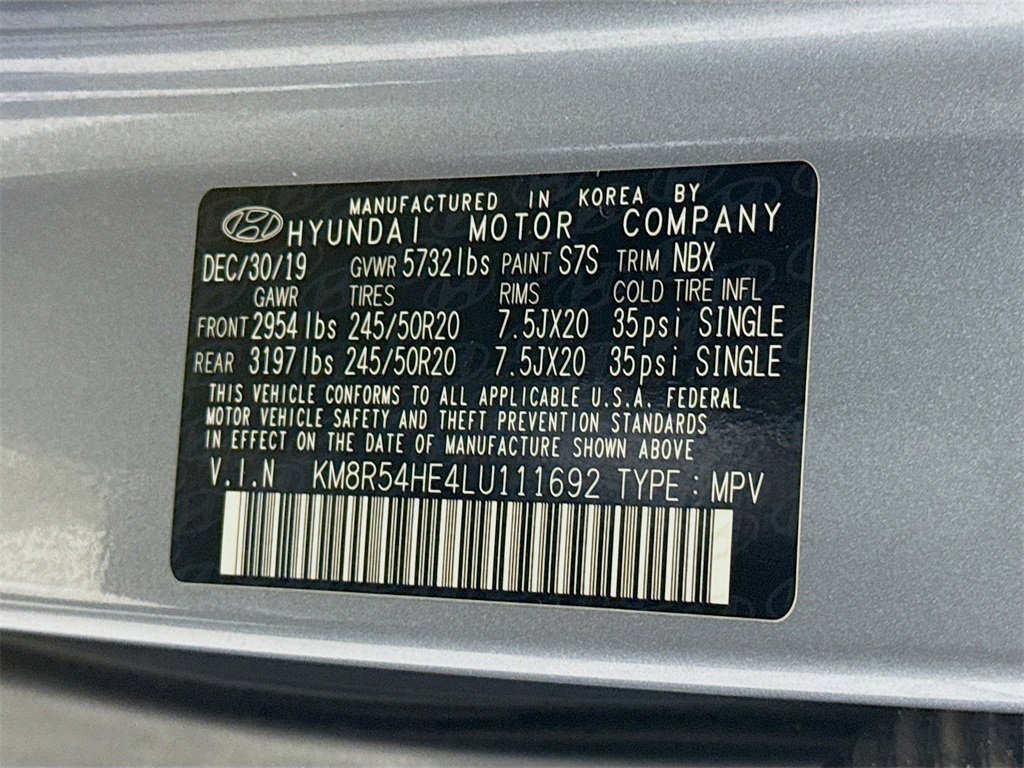 MANUFACTURED IN KOREA BY
HYUNDAI MOTOR COMPANY
DEC/30/19 GVWR 5732lbs PAINT S7S TRIM NBX
GAWR TIRES RIMS COLD TIRE INFL
FRONT 2954lbs 245/50R20 7.5JX20 35psi SINGLE
REAR 3197lbs 245/50R20 7.5JX20 35psi SINGLE
THIS VEHICLE CONFORMS TO ALL APPLICABLE U.S.A. FEDERAL
MOTOR VEHICLE SAFETY AND THEFT PREVENTION STANDARDS
IN EFFECT ON THE DATE OF MANUFACTURE SHOWN ABOVE
V.I.N KM8R54HE4LU111692 TYPE : MPV